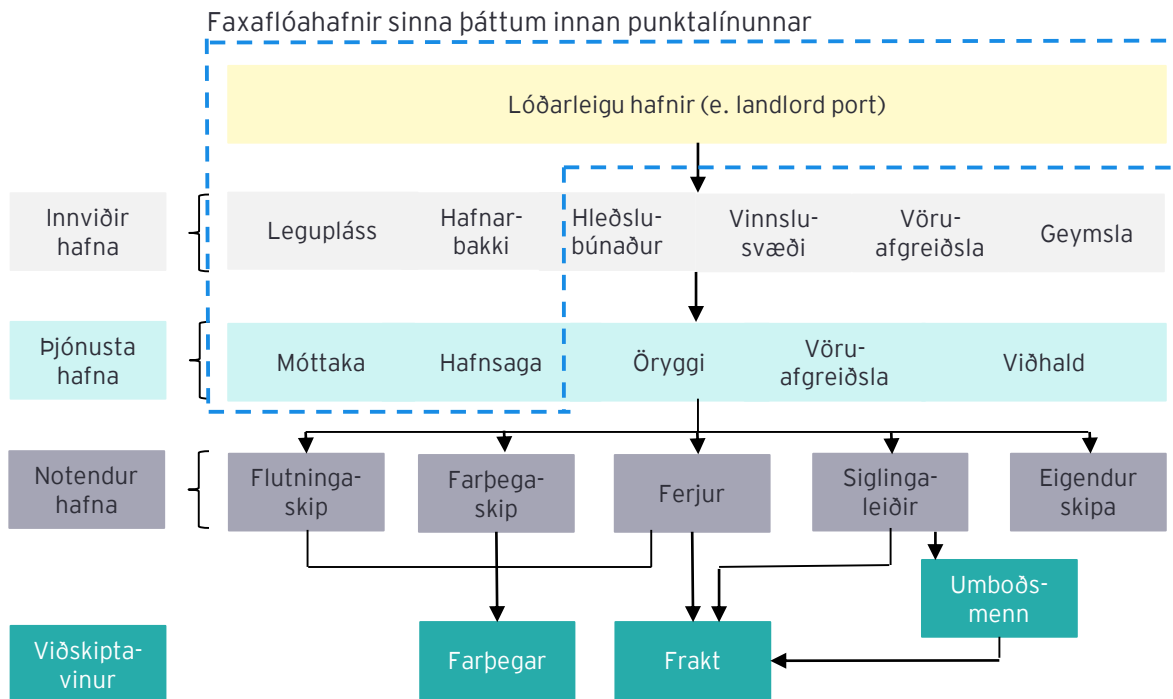 Faxaflóahafnir sinna þáttum innan punktalínunnar
Lóðarleigu hafnir (e. landlord port)
Innviðir
hafna
Legupláss
Hafnar-
bakki
Hleðslu-
búnaður
Vinnslu-
svæði
Vöru-
afgreiðsla
Geymsla
Þjónusta
hafna
Móttaka
Hafnsaga
Öryggi
Vöru-
afgreiðsla
Viðhald
Notendur
hafna
Flutninga-
skip
Farþega-
skip
Ferjur
Siglinga-
leiðir
Eigendur
skipa
Umboðs-
menn
Viðskipta-
vinur
Farþegar
Frakt